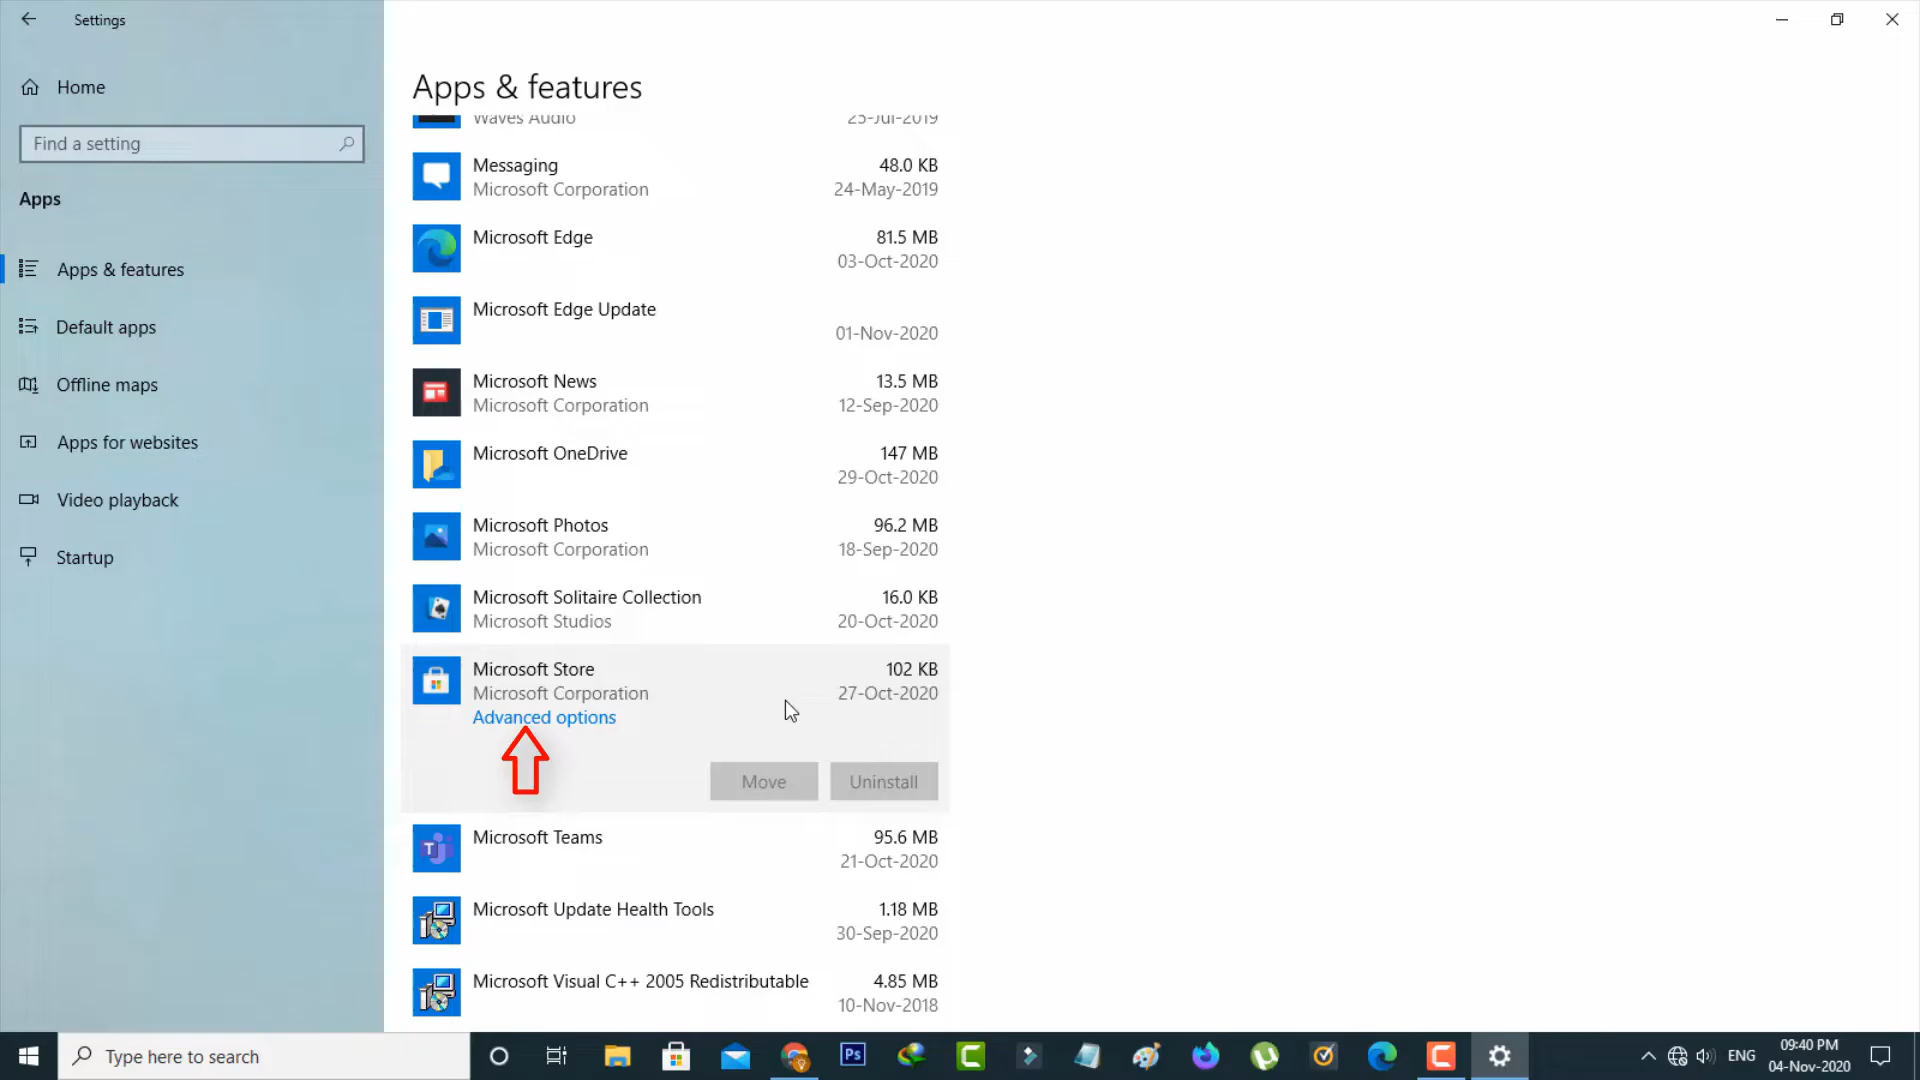 Settings
Home
Find a setting
Apps
Apps & features
Default apps
Offline maps
Apps for websites
Video playback
Startup
Apps & features
Waves Audio 25-Jul-2019
Messaging 48.0 KB
Microsoft Corporation 24-May-2019
Microsoft Edge 81.5 MB
03-Oct-2020
Microsoft Edge Update
01-Nov-2020
Microsoft News 13.5 MB
Microsoft Corporation 12-Sep-2020
Microsoft OneDrive 147 MB
29-Oct-2020
Microsoft Photos 96.2 MB
Microsoft Corporation 18-Sep-2020
Microsoft Solitaire Collection 16.0 KB
Microsoft Studios 20-Oct-2020
Microsoft Store 102 KB
Microsoft Corporation 27-Oct-2020
Advanced options
Move Uninstall
Microsoft Teams 95.6 MB
21-Oct-2020
Microsoft Update Health Tools 1.18 MB
30-Sep-2020
Microsoft Visual C++ 2005 Redistributable 4.85 MB
10-Nov-2018
Type here to search
Ps
ENG
09:40 PM
04-Nov-2020